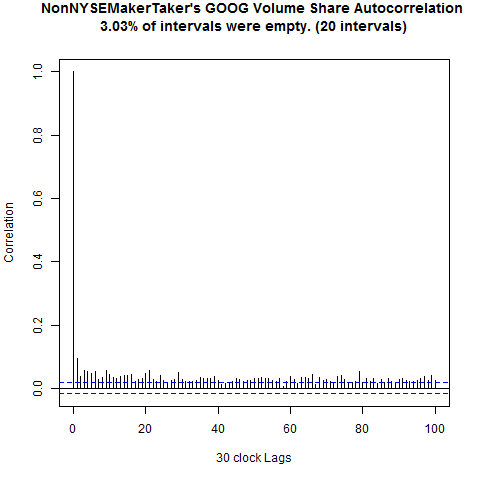 NonNYSEMakerTaker's GOOG Volume Share Autocorrelation
3.03% of intervals were empty. (20 intervals)
Correlation
1.0
0.8
0.6
0.4
0.2
0.0
0 20 40 60 80 100
30 clock Lags